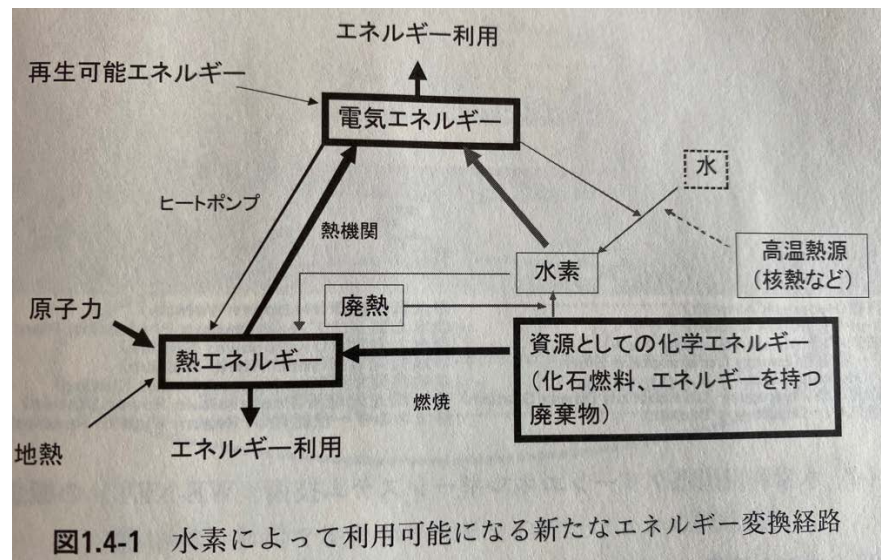 エネルギー利用
再生可能エネルギー
電気エネルギー
水
ヒートポンプ
熱機関
高温熱源
(核熱など)
水素
廃熱
原子力
熱エネルギー
資源としての化学エネルギー
(化石燃料、エネルギーを持つ
廃棄物)
燃焼
地熱
エネルギー利用
図1.4-1 水素によって利用可能になる新たなエネルギー変換経路